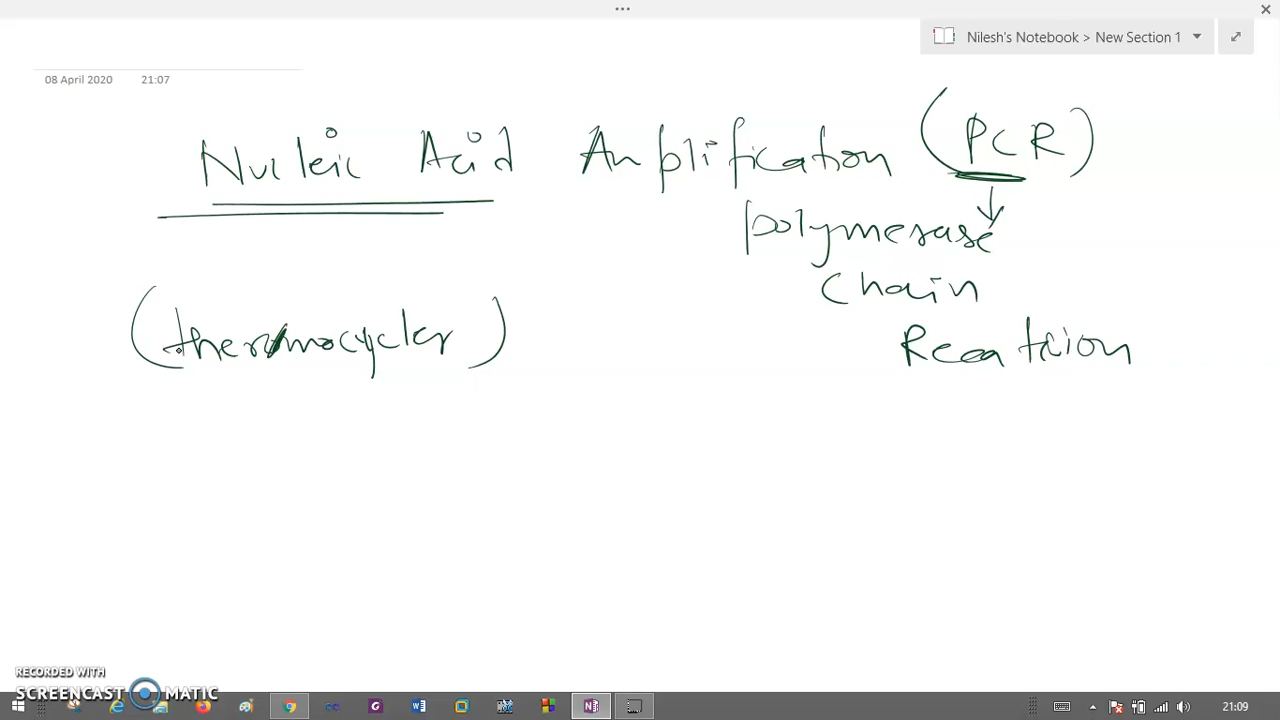 Nilesh's Notebook > New Section 1
08 April 2020 21:07
Nucleic Acid Amplification (PCR)
polymerase
chain
Reaction
(thermocycler)
RECORDED WITH
SCREENCAST MATIC
21:09